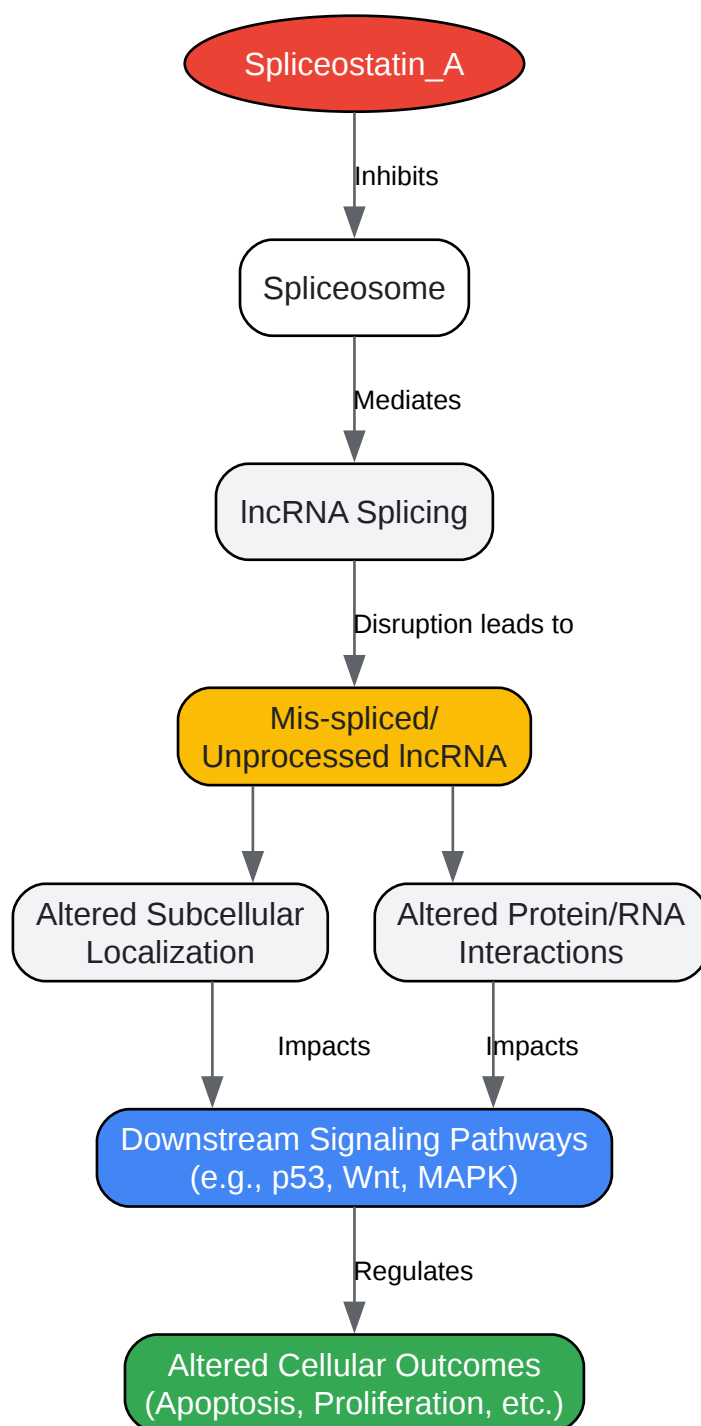 Spliceostatin_A
Inhibits
Spliceosome
Mediates
lncRNA Splicing
Disruption leads to
Mis-spliced/
Unprocessed lncRNA
Altered Subcellular
Localization
Altered Protein/RNA
Interactions
Impacts
Impacts
Downstream Signaling Pathways
(e.g., p53, Wnt, MAPK)
Regulates
Altered Cellular Outcomes
(Apoptosis, Proliferation, etc.)